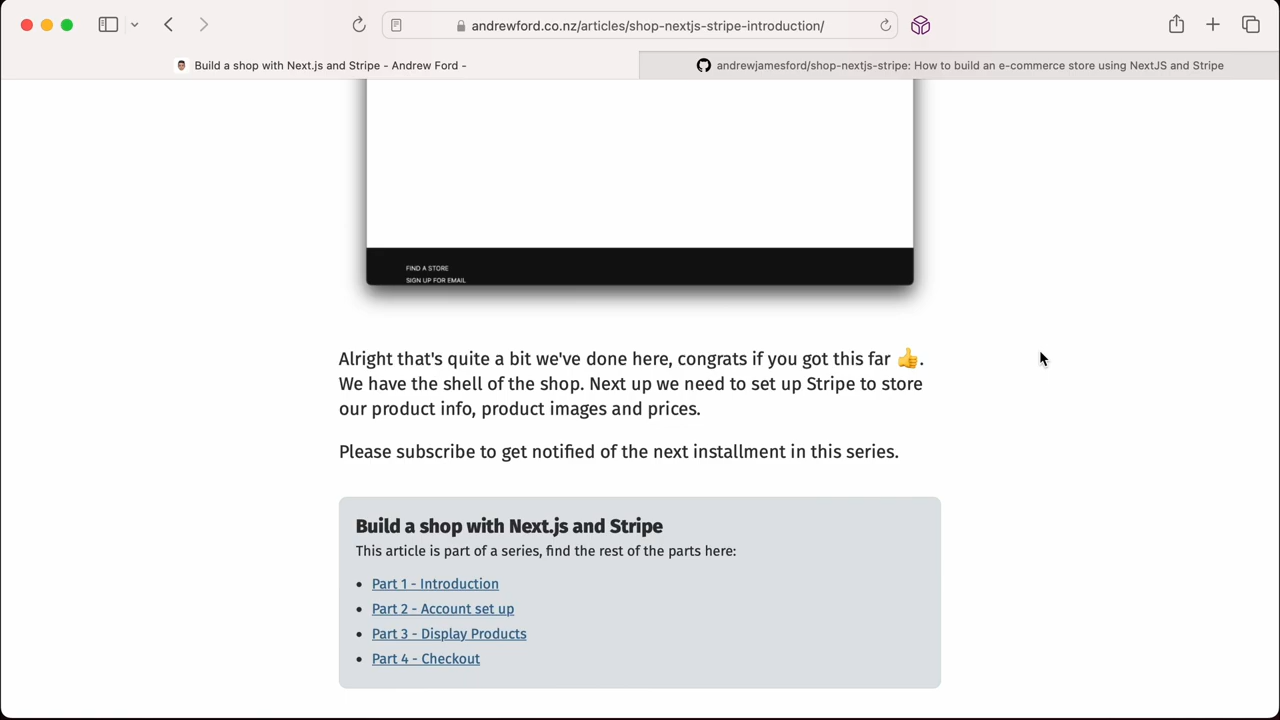 andrewford.co.nz/articles/shop-nextjs-stripe-introduction/
Build a shop with Next.js and Stripe - Andrew Ford -
andrewjamesford/shop-nextjs-stripe: How to build an e-commerce store using NextJS and Stripe
FIND A STORE
SIGN UP FOR EMAIL
Alright that's quite a bit we've done here, congrats if you got this far 👍.
We have the shell of the shop. Next up we need to set up Stripe to store
our product info, product images and prices.
Please subscribe to get notified of the next installment in this series.
Build a shop with Next.js and Stripe
This article is part of a series, find the rest of the parts here:
• Part 1 - Introduction
• Part 2 - Account set up
• Part 3 - Display Products
• Part 4 - Checkout